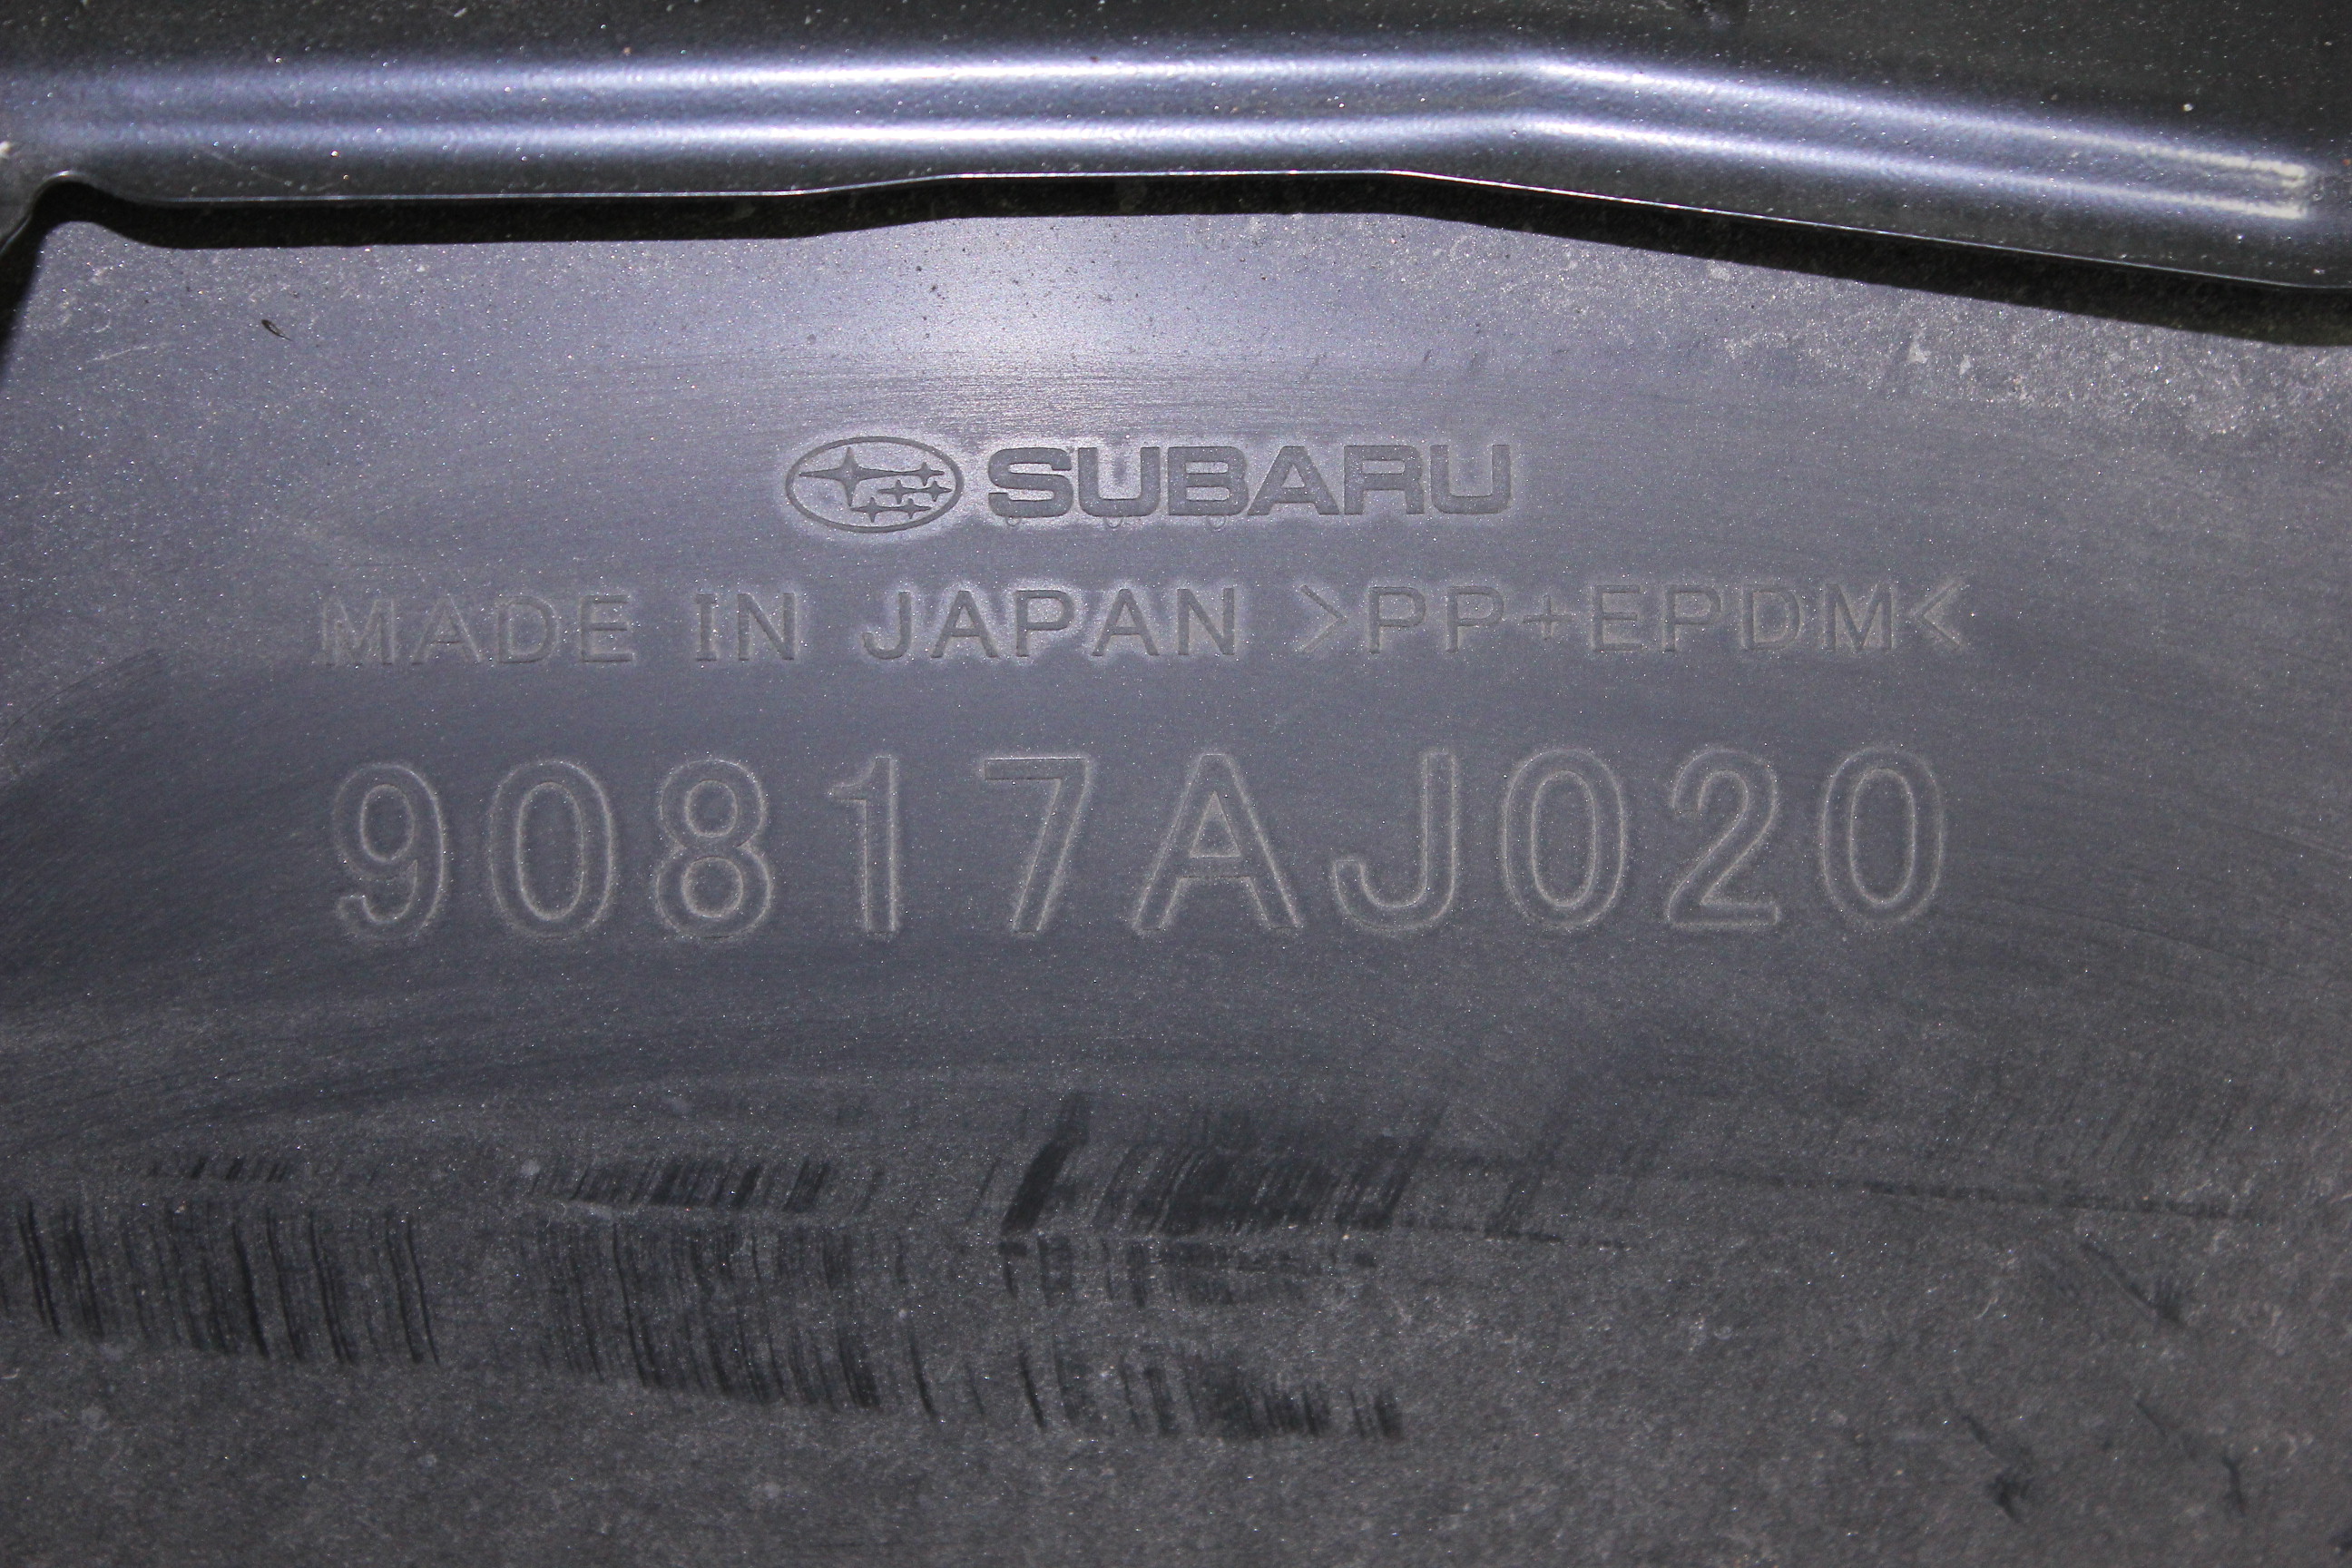 SUBARU
MADE IN JAPAN >PP+EPDM<
90817AJ020